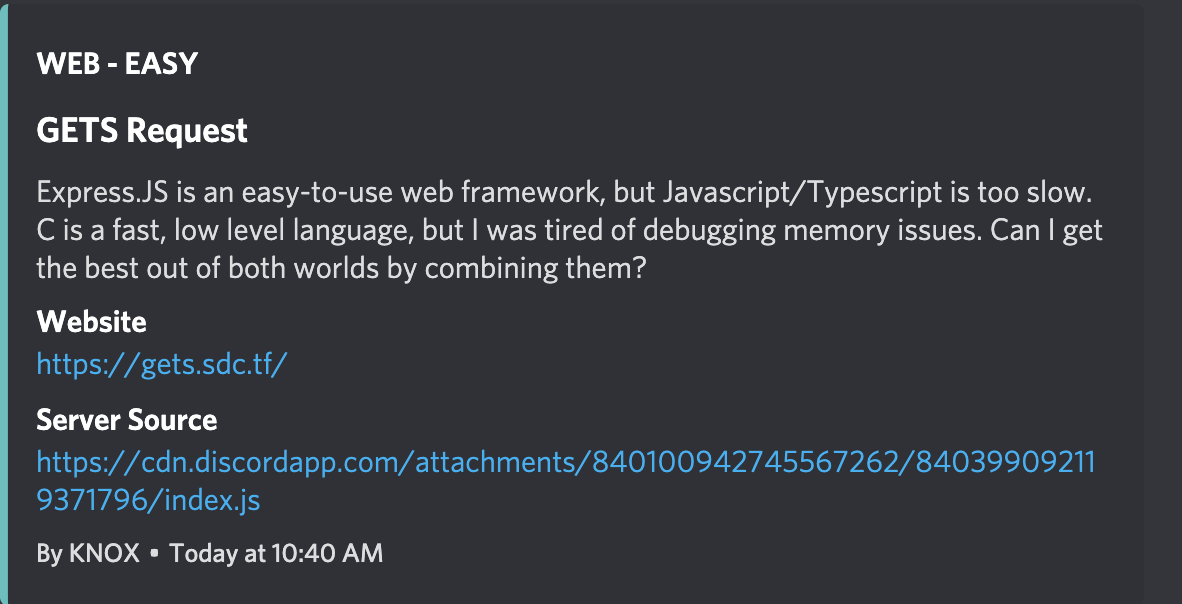 WEB - EASY
GETS Request
Express.JS is an easy-to-use web framework, but Javascript/Typescript is too slow.
C is a fast, low level language, but I was tired of debugging memory issues. Can I get
the best out of both worlds by combining them?
Website
https://gets.sdc.tf/
Server Source
https://cdn.discordapp.com/attachments/840100942745567262/84039909211
9371796/index.js
By KNOX • Today at 10:40 AM